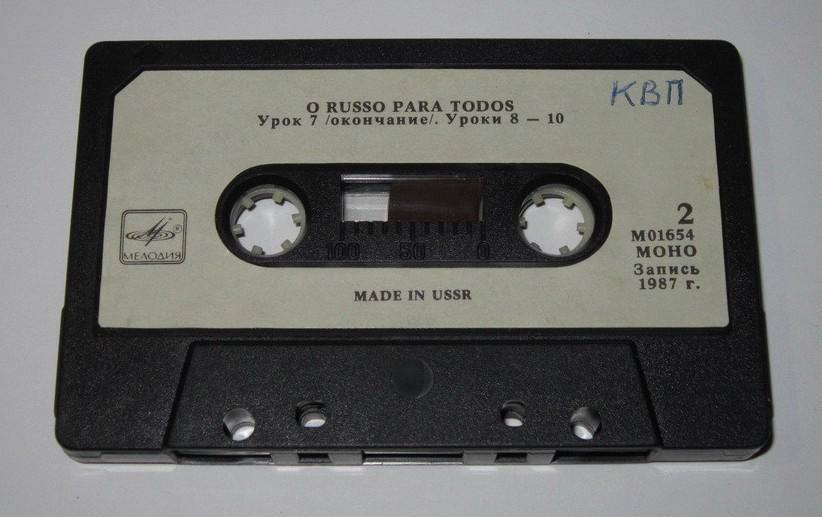 КВП
O RUSSO PARA TODOS
Урок 7 /окончание/. Уроки 8 — 10
МЕЛОДИЯ
®
100 50 0
2
М01654
МОНО
Запись
1987 г.
MADE IN USSR